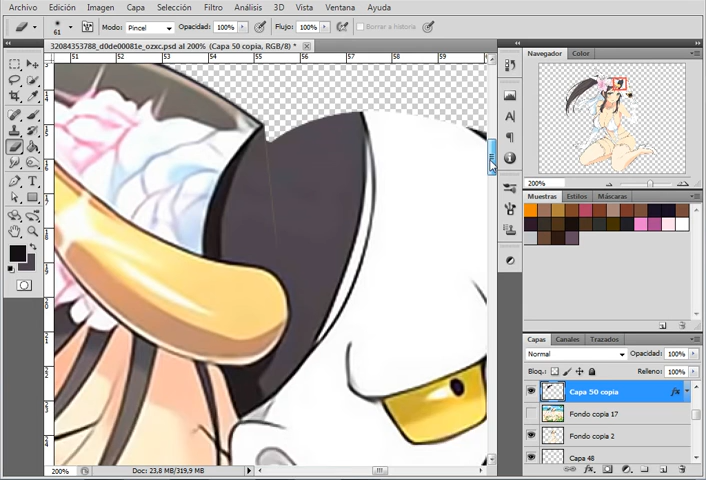 Archivo Edición Imagen Capa Selección Filtro Análisis 3D Vista Ventana Ayuda
61 Modo: Pincel Opacidad: 100% Flujo: 100% Borrar a historia
32084353788_d0de00081e_ozxc.psd al 200% (Capa 50 copia, RGB/8) *
51 52 53 54 55 56 57 58 59
Navegador Color
200%
Muestras Estilos Máscaras
Capas Canales Trazados
Normal Opacidad: 100%
Bloq.: Relleno: 100%
Capa 50 copia fx
Fondo copia 17
Fondo copia 2
Capa 48
200% Doc: 23,8 MB/319,9 MB